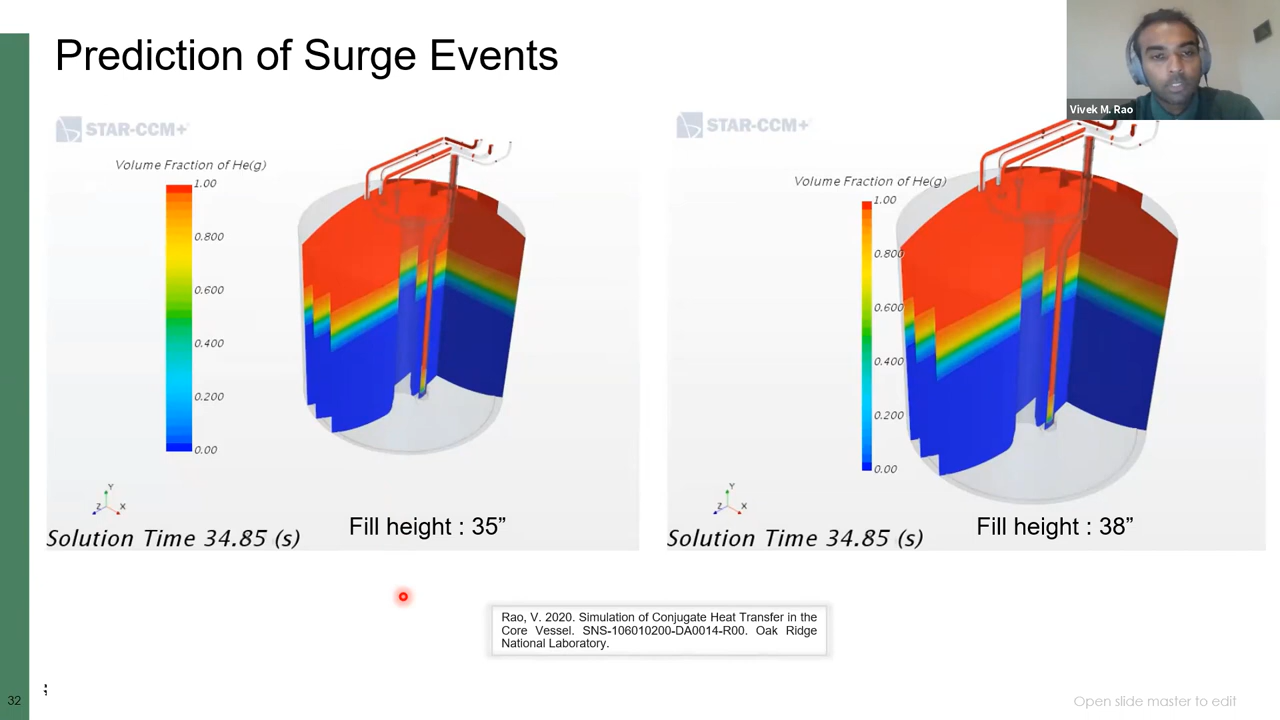 Prediction of Surge Events
Vivek M. Rao
STAR-CCM+
Volume Fraction of He(g)
1.00
0.800
0.600
0.400
0.200
0.00
Y
Z
X
Solution Time 34.85 (s)
Fill height : 35”
STAR-CCM+
Volume Fraction of He(g)
1.00
0.800
0.600
0.400
0.200
0.00
Y
Z
X
Solution Time 34.85 (s)
Fill height : 38”
Rao, V. 2020. Simulation of Conjugate Heat Transfer in the
Core Vessel. SNS-106010200-DA0014-R00. Oak Ridge
National Laboratory.
32
Open slide master to edit